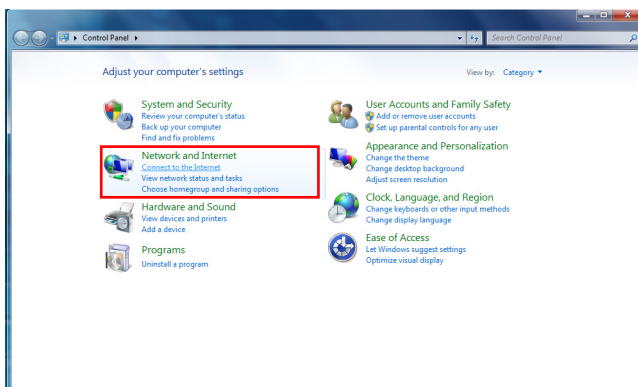 Control Panel
Search Control Panel
Adjust your computer's settings
View by: Category
System and Security
Review your computer's status
Back up your computer
Find and fix problems
Network and Internet
Connect to the Internet
View network status and tasks
Choose homegroup and sharing options
Hardware and Sound
View devices and printers
Add a device
Programs
Uninstall a program
User Accounts and Family Safety
Add or remove user accounts
Set up parental controls for any user
Appearance and Personalization
Change the theme
Change desktop background
Adjust screen resolution
Clock, Language, and Region
Change keyboards or other input methods
Change display language
Ease of Access
Let Windows suggest settings
Optimize visual display